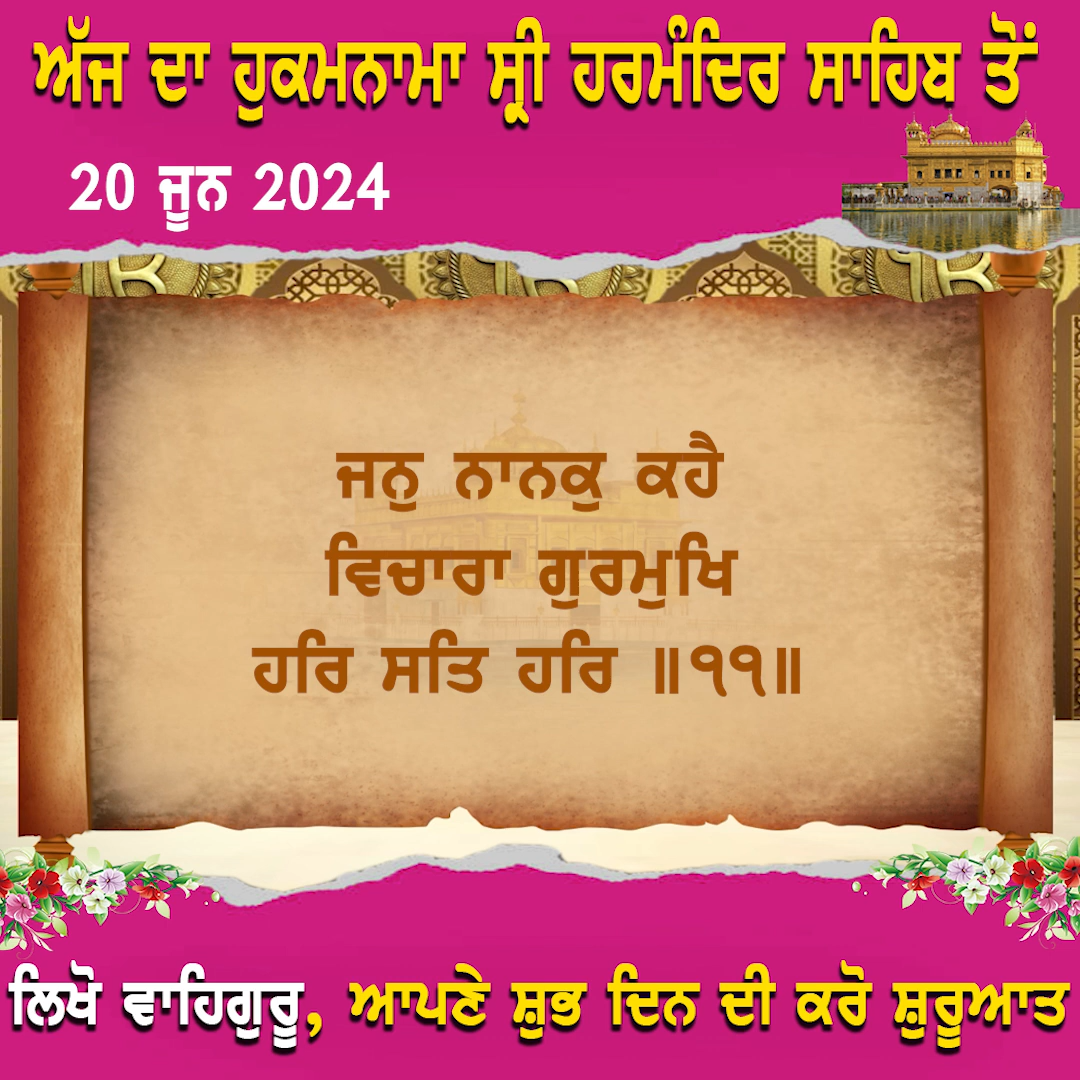 ਅੱਜ ਦਾ ਹੁਕਮਨਾਮਾ ਸ੍ਰੀ ਹਰਮੰਦਿਰ ਸਾਹਿਬ ਤੋਂ
20 ਜੂਨ 2024
ਜਨੁ ਨਾਨਕੁ ਕਹੈ
ਵਿਚਾਰਾ ਗੁਰਮੁਖਿ
ਹਰਿ ਸਤਿ ਹਰਿ ॥੧੧॥
ਲਿਖੋ ਵਾਹਿਗੁਰੂ, ਆਪਣੇ ਸ਼ੁਭ ਦਿਨ ਦੀ ਕਰੋ ਸ਼ੁਰੂਆਤ